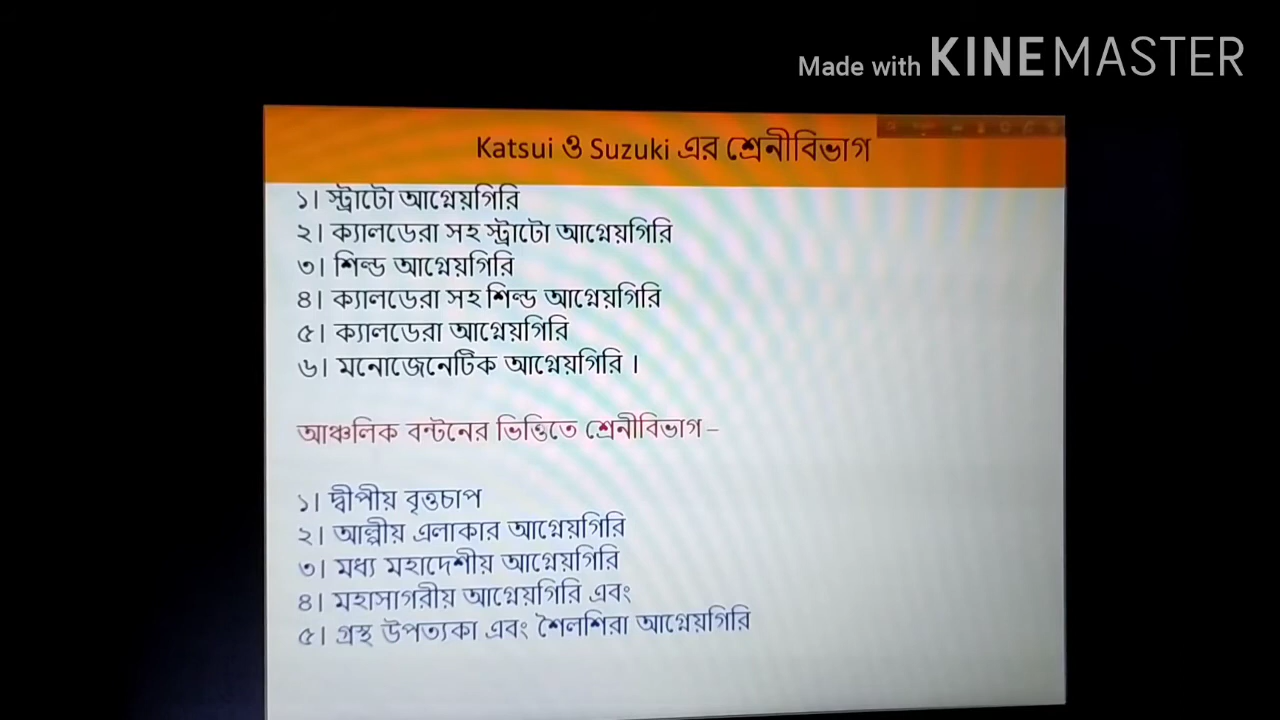 Made with KINEMASTER
Katsui ও Suzuki এর শ্রেনীবিভাগ
১। স্ট্রাটো আগ্নেয়গিরি
২। ক্যালডেরা সহ স্ট্রাটো আগ্নেয়গিরি
৩। শিল্ড আগ্নেয়গিরি
৪। ক্যালডেরা সহ শিল্ড আগ্নেয়গিরি
৫। ক্যালডেরা আগ্নেয়গিরি
৬। মনোজেনেটিক আগ্নেয়গিরি ।
আঞ্চলিক বন্টনের ভিত্তিতে শ্রেনীবিভাগ–
১। দ্বীপীয় বৃত্তচাপ
২। আল্পীয় এলাকার আগ্নেয়গিরি
৩। মধ্য মহাদেশীয় আগ্নেয়গিরি
৪। মহাসাগরীয় আগ্নেয়গিরি এবং
৫। গ্রস্থ উপত্যকা এবং শৈলশিরা আগ্নেয়গিরি